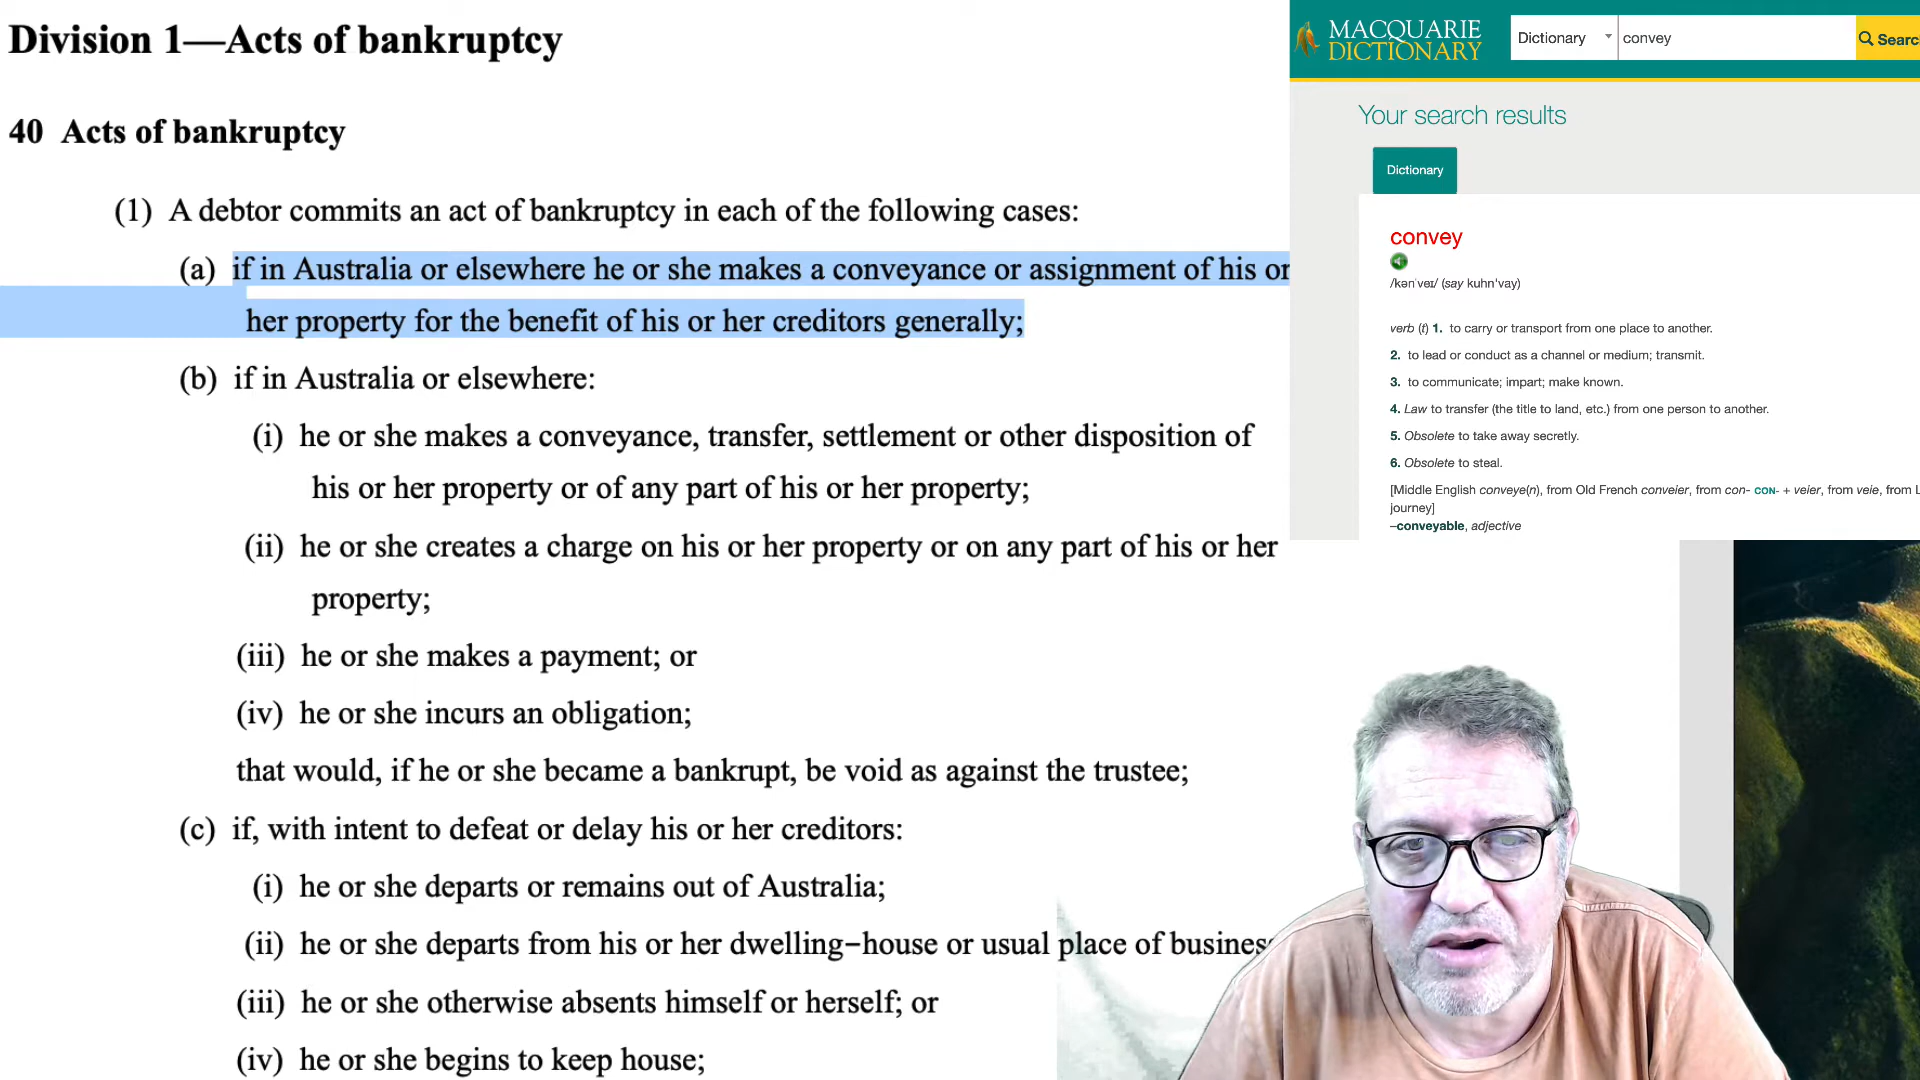 Division 1—Acts of bankruptcy
40 Acts of bankruptcy
(1) A debtor commits an act of bankruptcy in each of the following cases:
(a) if in Australia or elsewhere he or she makes a conveyance or assignment of his or
her property for the benefit of his or her creditors generally;
(b) if in Australia or elsewhere:
(i) he or she makes a conveyance, transfer, settlement or other disposition of
his or her property or of any part of his or her property;
(ii) he or she creates a charge on his or her property or on any part of his or her
property;
(iii) he or she makes a payment; or
(iv) he or she incurs an obligation;
that would, if he or she became a bankrupt, be void as against the trustee;
(c) if, with intent to defeat or delay his or her creditors:
(i) he or she departs or remains out of Australia;
(ii) he or she departs from his or her dwelling-house or usual place of business
(iii) he or she otherwise absents himself or herself; or
(iv) he or she begins to keep house;
MACQUARIE
DICTIONARY
Dictionary convey Searc
Your search results
Dictionary
convey
/kənˈveɪ/ (say kuhn'vay)
verb (t) 1. to carry or transport from one place to another.
2. to lead or conduct as a channel or medium; transmit.
3. to communicate; impart; make known.
4. Law to transfer (the title to land, etc.) from one person to another.
5. Obsolete to take away secretly.
6. Obsolete to steal.
[Middle English conveye(n), from Old French conveier, from con- CON- + veier, from veie, from L
journey]
–conveyable, adjective